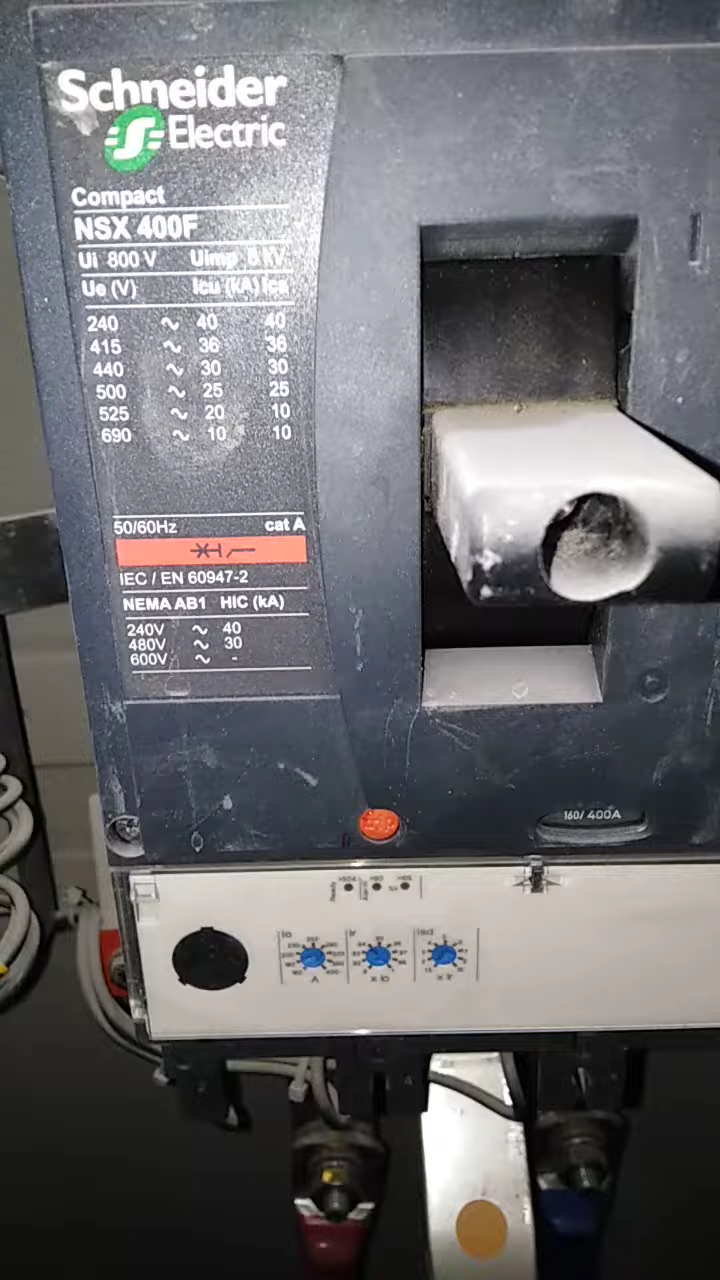 Schneider
Electric
Compact
NSX 400F
Ui 800 V Uimp 8 kV
Ue (V) Icu (kA) Ics
240 ~ 40 40
415 ~ 36 36
440 ~ 30 30
500 ~ 25 25
525 ~ 20 10
690 ~ 10 10
50/60Hz cat A
IEC / EN 60947-2
NEMA AB1 HIC (kA)
240V ~ 40
480V ~ 30
600V ~ -
160/ 400A
Ready
Io Ir Isd